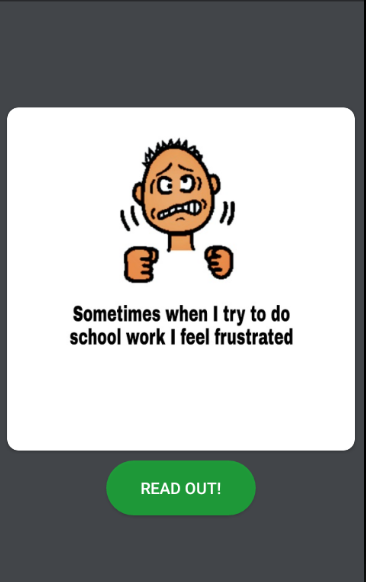 Sometimes when I try to do
school work I feel frustrated
READ OUT!